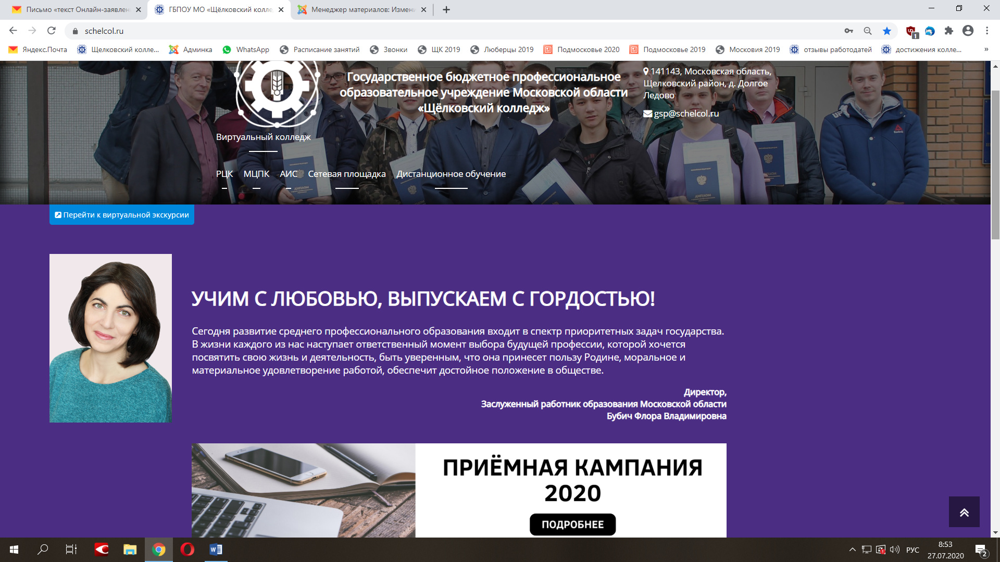 Письмо «текст Онлайн-заявлен
ГБПОУ МО «Щёлковский колле
Менеджер материалов: Измени
schelcol.ru
1
Яндекс.Почта
Щелковский колле...
Админка
WhatsApp
Расписание занятий
Звонки
ЩК 2019
Люберцы 2019
Подмосковье 2020
Подмосковье 2019
Московия 2019
отзывы работодатей
достижения колле...
»
Государственное бюджетное профессиональное
образовательное учреждение Московской области
«Щёлковский колледж»
141143, Московская область,
Щелковский район, д. Долгое
Ледово
gsp@schelcol.ru
Виртуальный колледж
РЦК МЦПК АИС Сетевая площадка Дистанционное обучение
Перейти к виртуальной экскурсии
УЧИМ С ЛЮБОВЬЮ, ВЫПУСКАЕМ С ГОРДОСТЬЮ!
Сегодня развитие среднего профессионального образования входит в спектр приоритетных задач государства.
В жизни каждого из нас наступает ответственный момент выбора будущей профессии, которой хочется
посвятить свою жизнь и деятельность, быть уверенным, что она принесет пользу Родине, моральное и
материальное удовлетворение работой, обеспечит достойное положение в обществе.
Директор,
Заслуженный работник образования Московской области
Бубич Флора Владимировна
ПРИЁМНАЯ КАМПАНИЯ
2020
ПОДРОБНЕЕ
РУС
8:53
27.07.2020
2